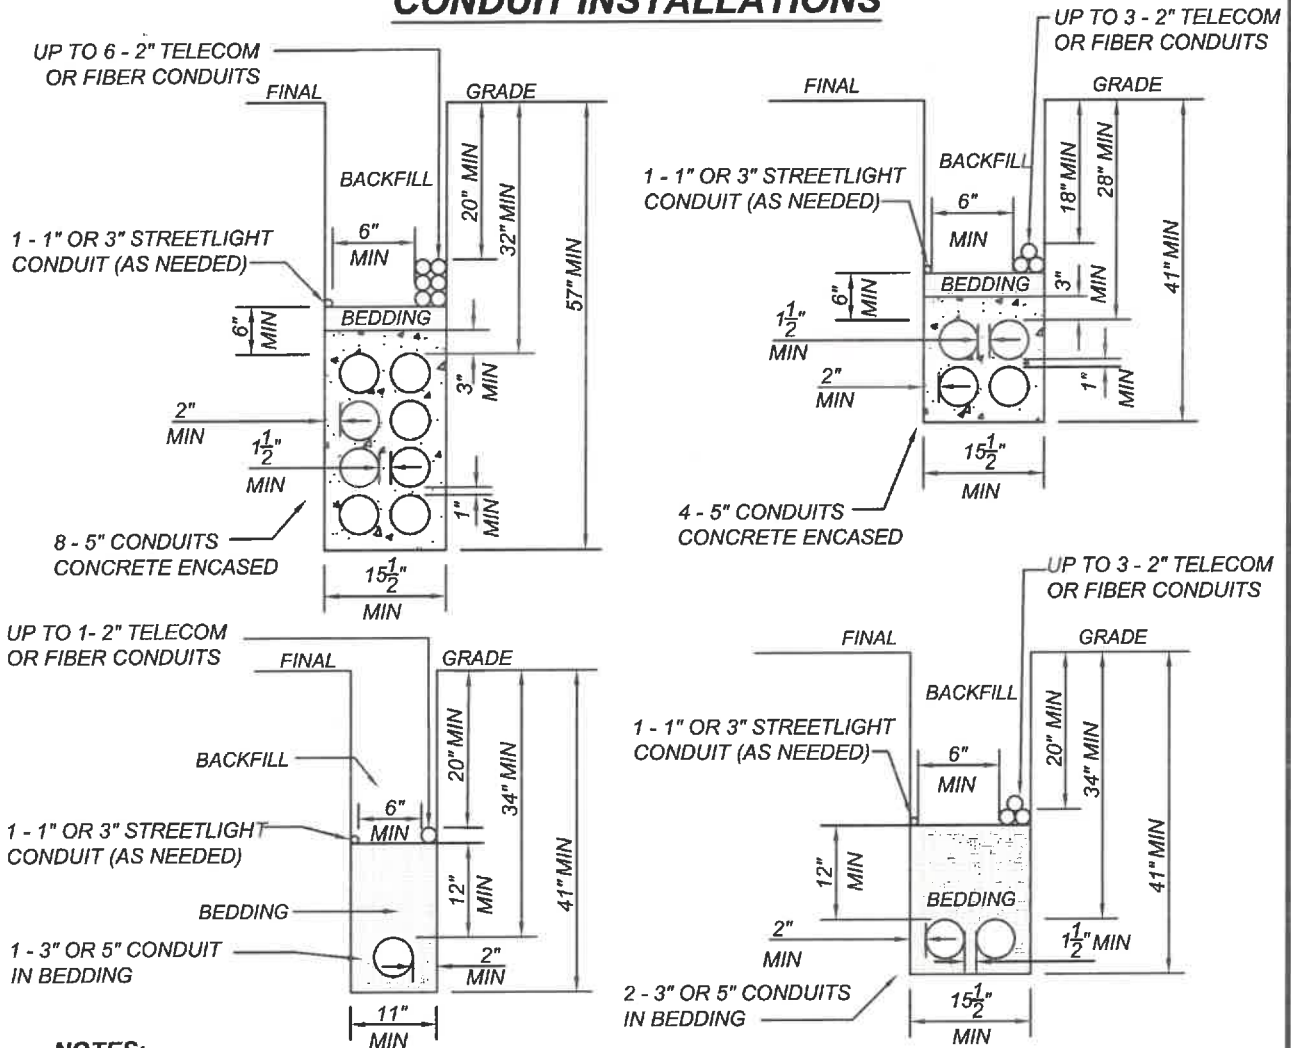 CONDUIT INSTALLATIONS
UP TO 6 - 2" TELECOM
OR FIBER CONDUITS
FINAL
GRADE
BACKFILL
20" MIN
32" MIN
57" MIN
1 - 1" OR 3" STREETLIGHT
CONDUIT (AS NEEDED)
6"
MIN
BEDDING
6"
MIN
3"
MIN
2"
MIN
1 1/2"
MIN
1"
MIN
8 - 5" CONDUITS
CONCRETE ENCASED
15 1/2"
MIN
UP TO 3 - 2" TELECOM
OR FIBER CONDUITS
FINAL
GRADE
BACKFILL
18" MIN
28" MIN
41" MIN
1 - 1" OR 3" STREETLIGHT
CONDUIT (AS NEEDED)
6"
MIN
BEDDING
6"
MIN
3"
MIN
1 1/2"
MIN
2"
MIN
1"
MIN
15 1/2"
MIN
4 - 5" CONDUITS
CONCRETE ENCASED
UP TO 1- 2" TELECOM
OR FIBER CONDUITS
FINAL
GRADE
BACKFILL
20" MIN
34" MIN
41" MIN
6"
MIN
1 - 1" OR 3" STREETLIGHT
CONDUIT (AS NEEDED)
12"
MIN
BEDDING
1 - 3" OR 5" CONDUIT
IN BEDDING
2"
MIN
11"
MIN
UP TO 3 - 2" TELECOM
OR FIBER CONDUITS
FINAL
GRADE
BACKFILL
20" MIN
34" MIN
41" MIN
1 - 1" OR 3" STREETLIGHT
CONDUIT (AS NEEDED)
6"
MIN
12"
MIN
BEDDING
2"
MIN
1 1/2" MIN
2 - 3" OR 5" CONDUITS
IN BEDDING
15 1/2"
MIN
NOTES: